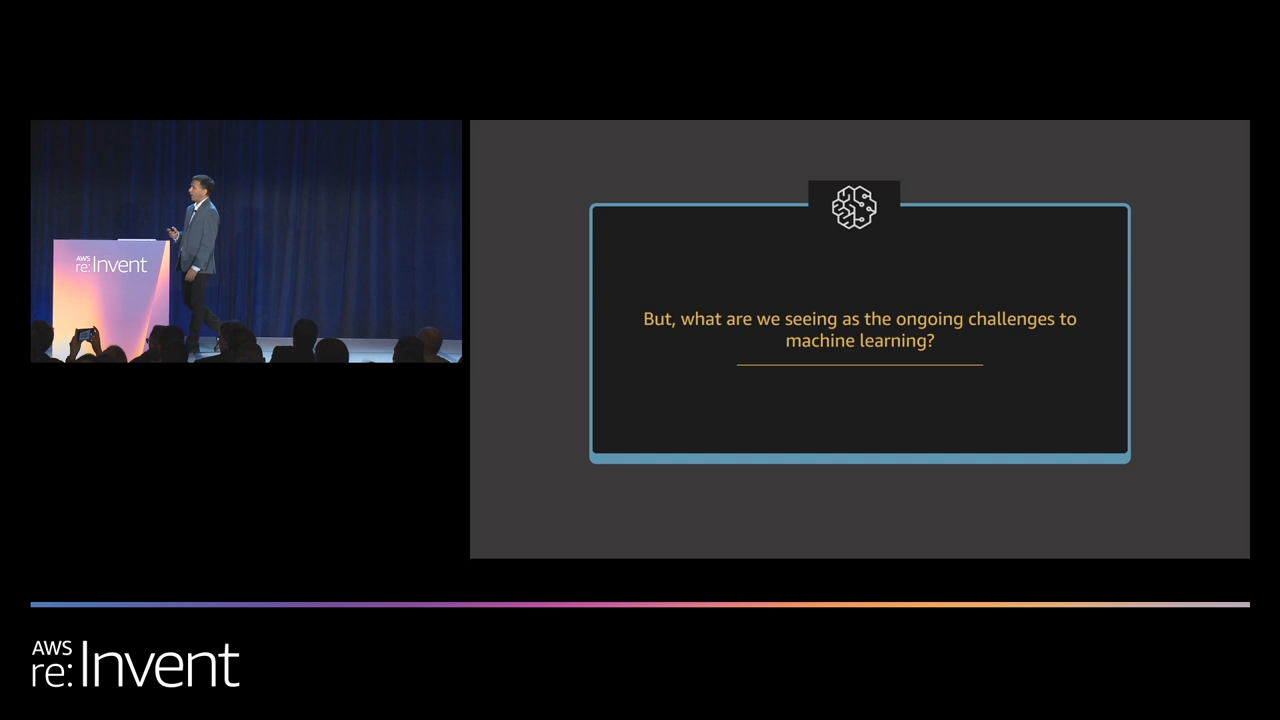 AWS
re:Invent
But, what are we seeing as the ongoing challenges to
machine learning?
AWS
re:Invent